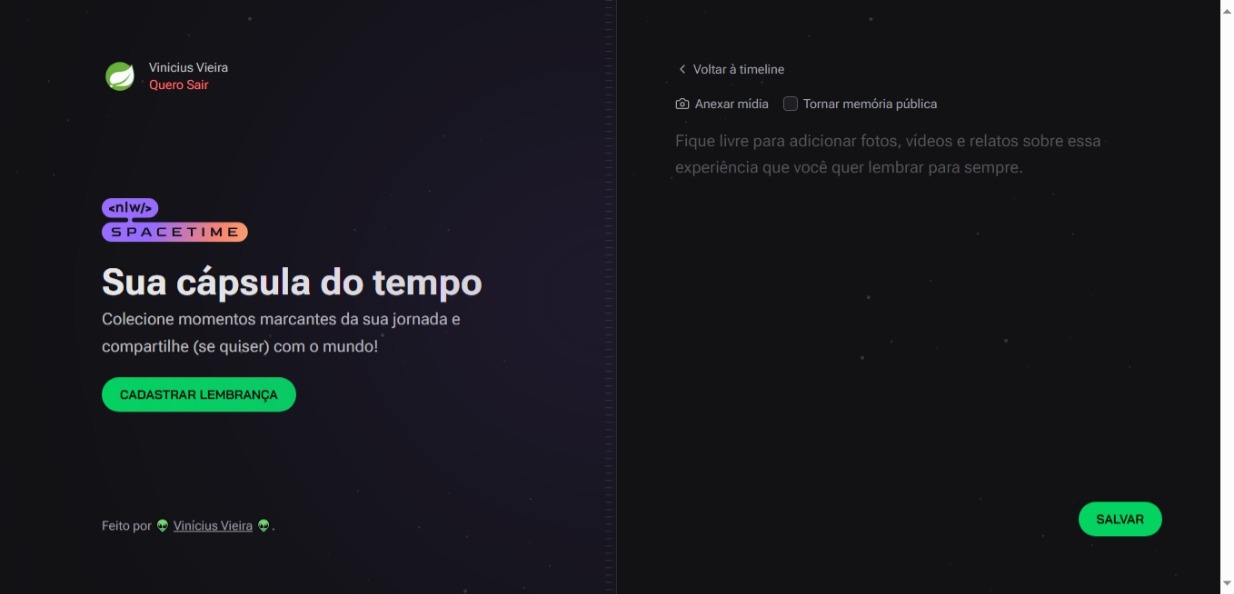 Vinicius Vieira
Quero Sair
<nlw/>
SPACETIME
Sua cápsula do tempo
Colecione momentos marcantes da sua jornada e
compartilhe (se quiser) com o mundo!
CADASTRAR LEMBRANÇA
Feito por 👽 Vinícius Vieira 👽 .
Voltar à timeline
Anexar mídia
Tornar memória pública
Fique livre para adicionar fotos, vídeos e relatos sobre essa
experiência que você quer lembrar para sempre.
SALVAR